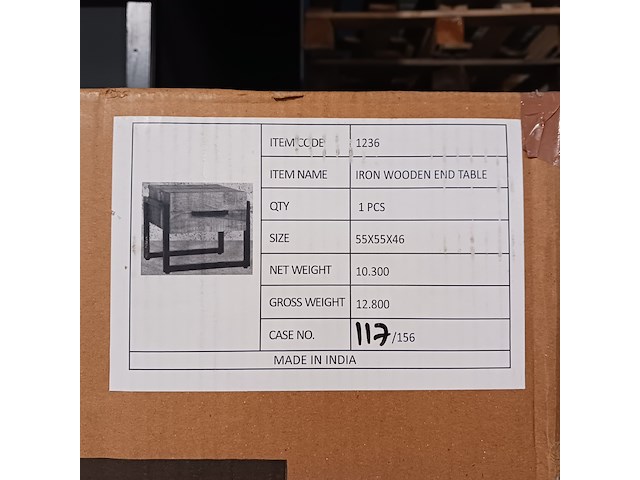 ITEM CODE 1236
ITEM NAME IRON WOODEN END TABLE
QTY 1 PCS
SIZE 55X55X46
NET WEIGHT 10.300
GROSS WEIGHT 12.800
CASE NO. 117/156
MADE IN INDIA